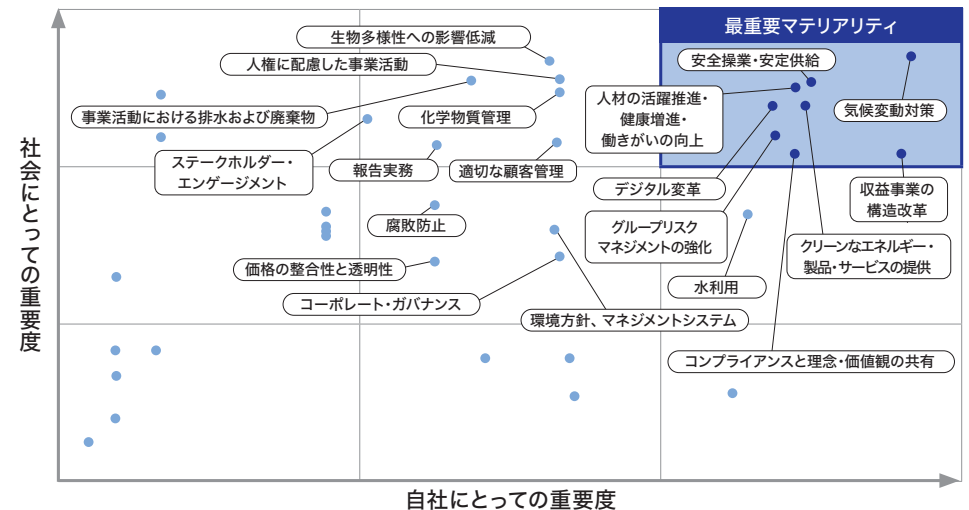 最重要マテリアリティ
生物多様性への影響低減
人権に配慮した事業活動
安全操業・安定供給
事業活動における排水および廃棄物
化学物質管理
人材の活躍推進・
健康増進・
働きがいの向上
気候変動対策
ステークホルダー・
エンゲージメント
報告実務
適切な顧客管理
デジタル変革
収益事業の
構造改革
腐敗防止
グループリスク
マネジメントの強化
クリーンなエネルギー・
製品・サービスの提供
価格の整合性と透明性
水利用
コーポレート・ガバナンス
環境方針、マネジメントシステム
コンプライアンスと理念・価値観の共有
社会にとっての重要度
自社にとっての重要度